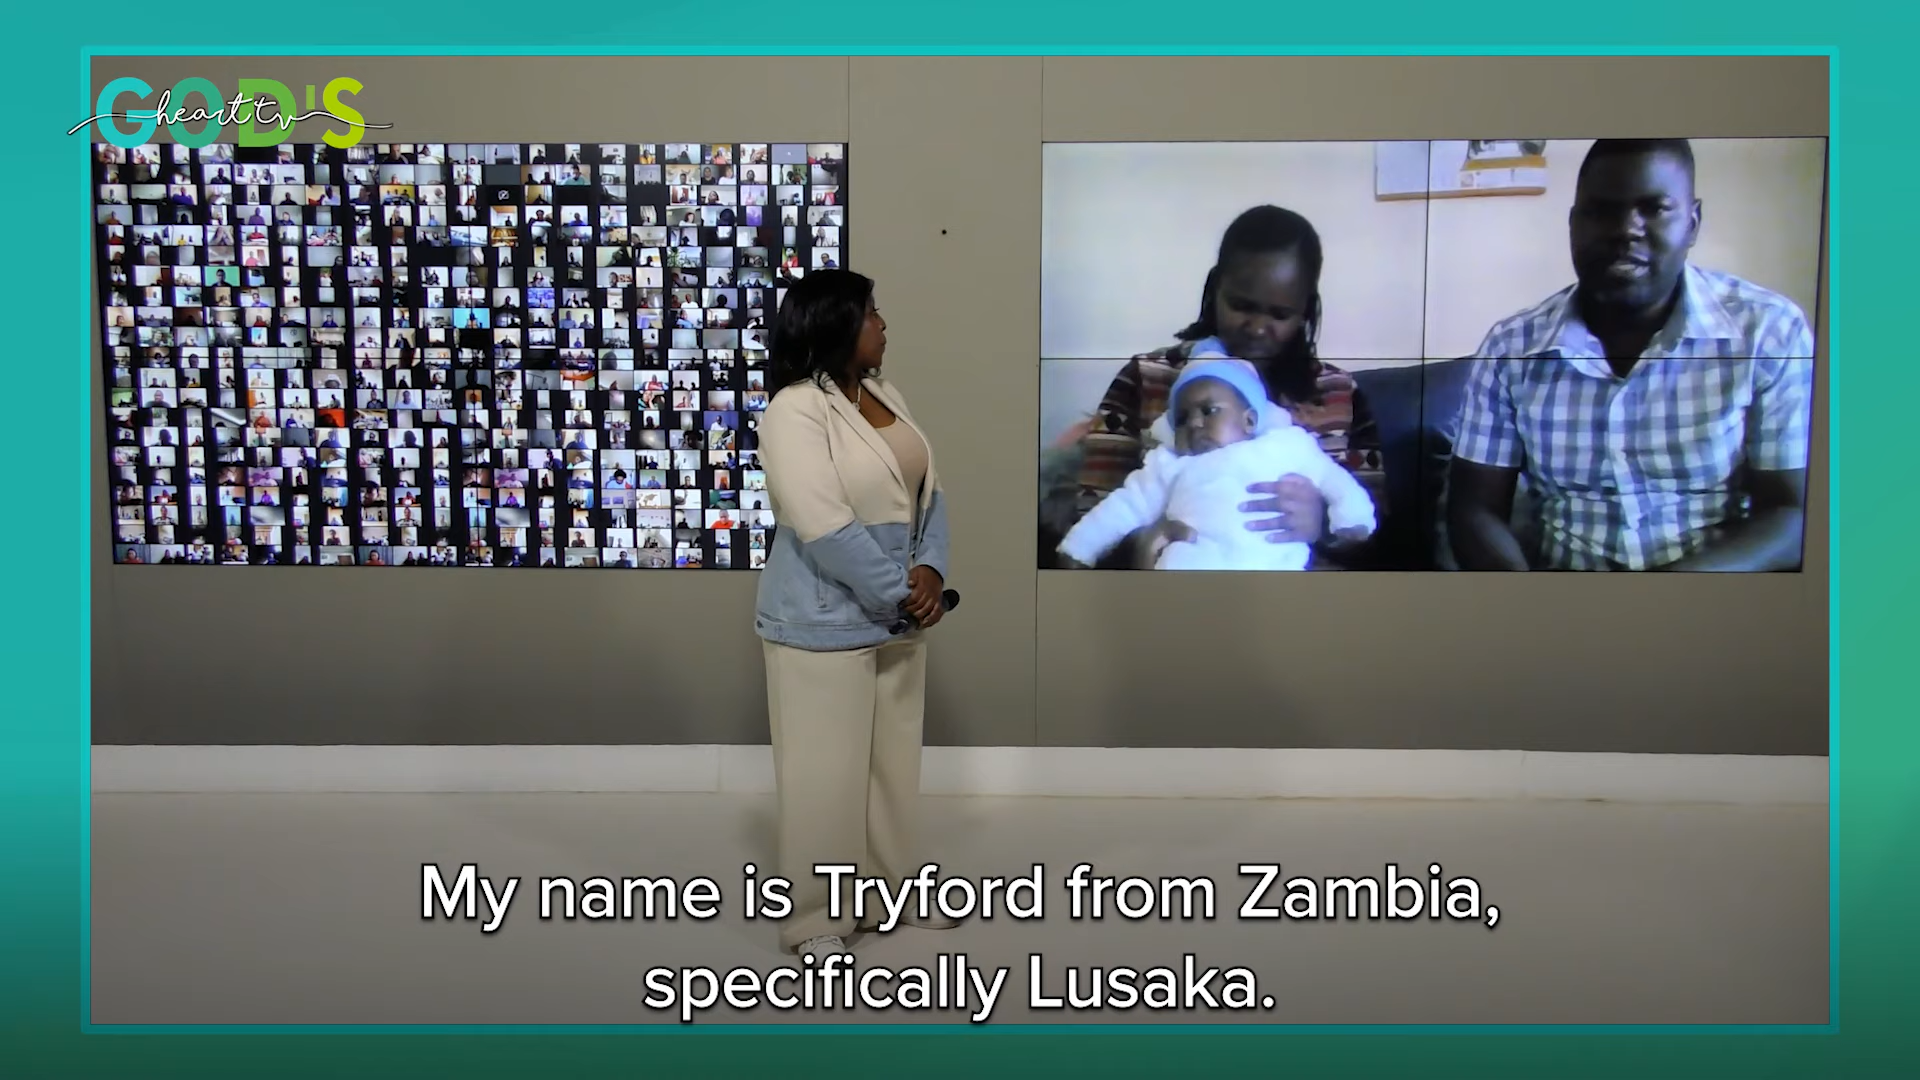 GOD'S
heart tv
My name is Tryford from Zambia,
specifically Lusaka.